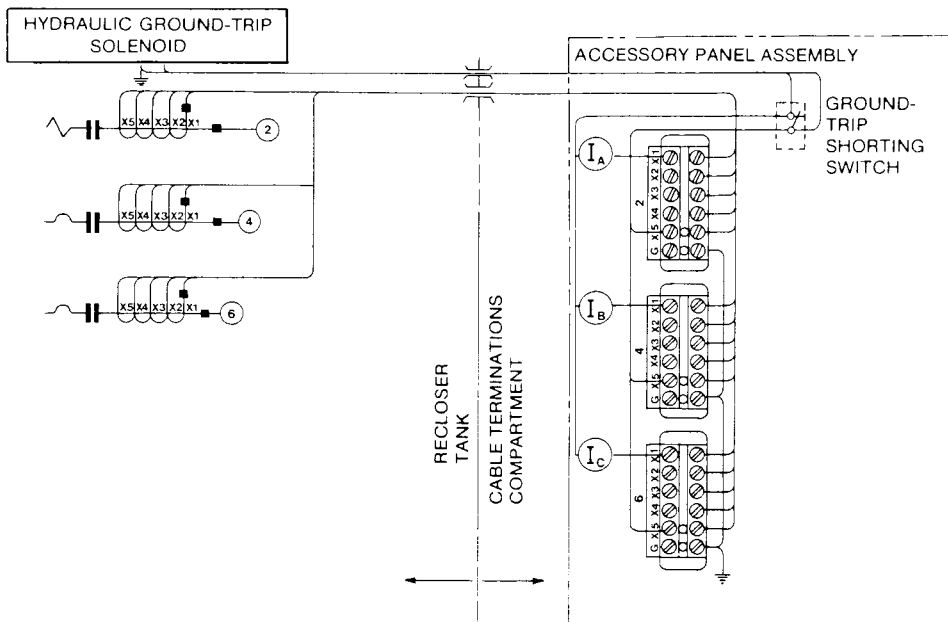 HYDRAULIC GROUND-TRIP
SOLENOID
ACCESSORY PANEL ASSEMBLY
GROUND-
TRIP
SHORTING
SWITCH
X5 X4 X3 X2 X1
2
X5 X4 X3 X2 X1
4
X5 X4 X3 X2 X1
6
RECLOSER
TANK
CABLE TERMINATIONS
COMPARTMENT
IA
2
X1
X2
X3
X4
X5
G
IB
4
X1
X2
X3
X4
X5
G
IC
6
X1
X2
X3
X4
X5
G